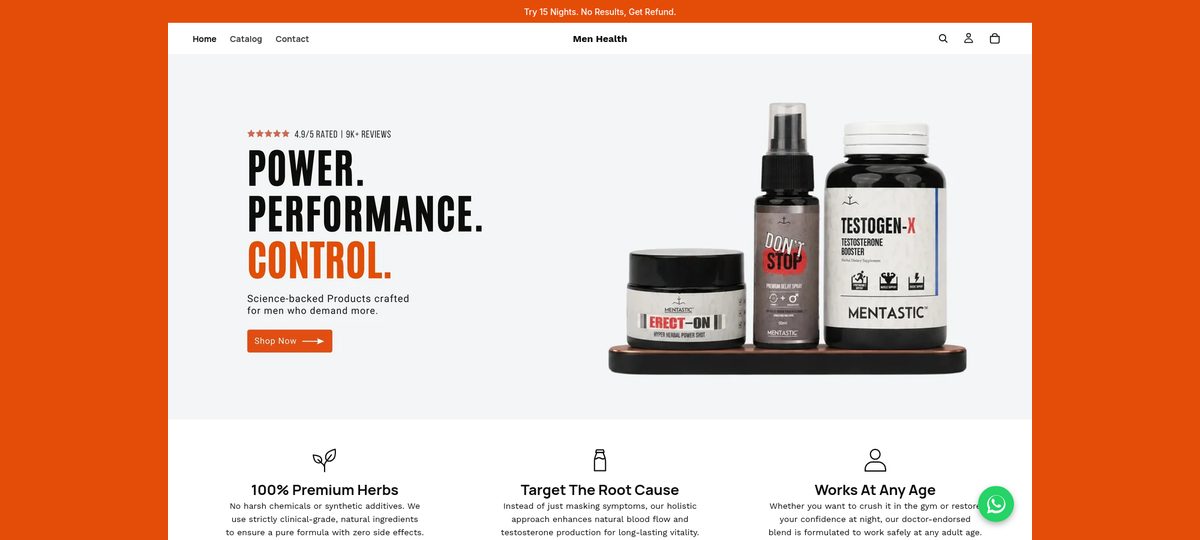 Try 15 Nights. No Results, Get Refund.
Home Catalog Contact
Men Health
4.9/5 RATED | 9K+ REVIEWS
POWER.
PERFORMANCE.
CONTROL.
Science-backed Products crafted
for men who demand more.
Shop Now
MENTASTIC
ERECT-ON
HYPER HERBAL POWER SHOT
DON'T
STOP
PREMIUM DELAY SPRAY
MENTASTIC
TESTOGEN-X
TESTOSTERONE
BOOSTER
Herbal Dietary Supplement
MENTASTIC™
100% Premium Herbs
No harsh chemicals or synthetic additives. We
use strictly clinical-grade, natural ingredients
to ensure a pure formula with zero side effects.
Target The Root Cause
Instead of just masking symptoms, our holistic
approach enhances natural blood flow and
testosterone production for long-lasting vitality.
Works At Any Age
Whether you want to crush it in the gym or restore
your confidence at night, our doctor-endorsed
blend is formulated to work safely at any adult age.